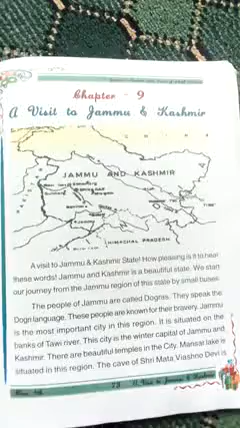 Chapter - 9
A Visit to Jammu & Kashmir
C H I N A
JAMMU AND KASHMIR
TIBET
HIMACHAL PRADESH
A visit to Jammu & Kashmir State! How pleasing it is to hear
these words! Jammu and Kashmir is a beautiful state. We start
our journey from the Jammu region of this state by small buses.
The people of Jammu are called Dogras. They speak the
Dogri language. These people are known for their bravery. Jammu
is the most important city in this region. It is situated on the
banks of Tawi river. This city is the winter capital of Jammu and
Kashmir. There are beautiful temples in the City. Mansar lake is
situated in this region. The cave of Shri Mata Vaishno Devi is
73
A Visit to Jammu & Kashmir